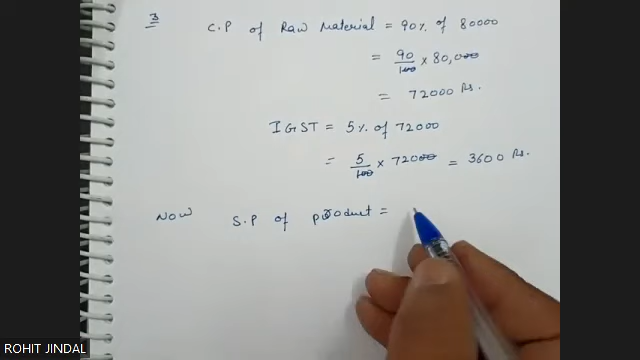 3 C.P of Raw Material = 90% of 80000
= 90/100 x 80,000
= 72000 Rs.
IGST = 5% of 72000
= 5/100 x 72000 = 3600 Rs.
Now S.P of product =
ROHIT JINDAL